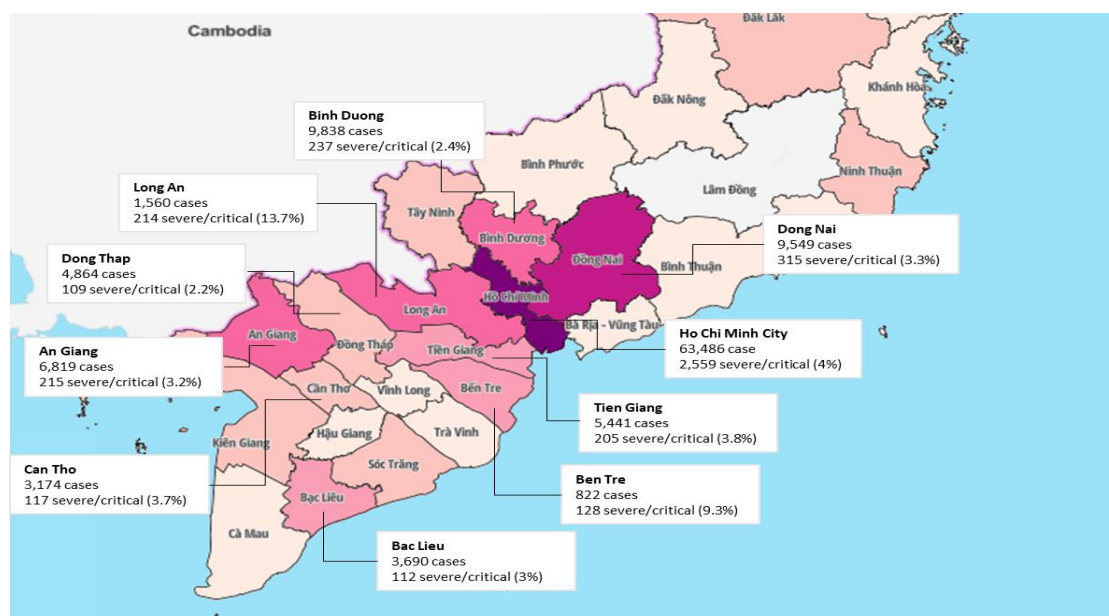 Cambodia
Đăk Lăk
Khánh Hòa
Đăk Nông
Binh Duong
9,838 cases
237 severe/critical (2.4%)
Bình Phước
Ninh Thuận
Lâm Đồng
Long An
1,560 cases
214 severe/critical (13.7%)
Tây Ninh
Dong Nai
9,549 cases
315 severe/critical (3.3%)
Bình Dương
Đồng Nai
Bình Thuận
Dong Thap
4,864 cases
109 severe/critical (2.2%)
Hồ Chí Minh
Long An
Bà Rịa - Vũng Tàu
Ho Chi Minh City
63,486 case
2,559 severe/critical (4%)
An Giang
Đồng Tháp
Tiền Giang
An Giang
6,819 cases
215 severe/critical (3.2%)
Cần Thơ
Vĩnh Long
Bến Tre
Tien Giang
5,441 cases
205 severe/critical (3.8%)
Kiên Giang
Hậu Giang
Trà Vinh
Can Tho
3,174 cases
117 severe/critical (3.7%)
Sóc Trăng
Ben Tre
822 cases
128 severe/critical (9.3%)
Bạc Liêu
Cà Mau
Bac Lieu
3,690 cases
112 severe/critical (3%)